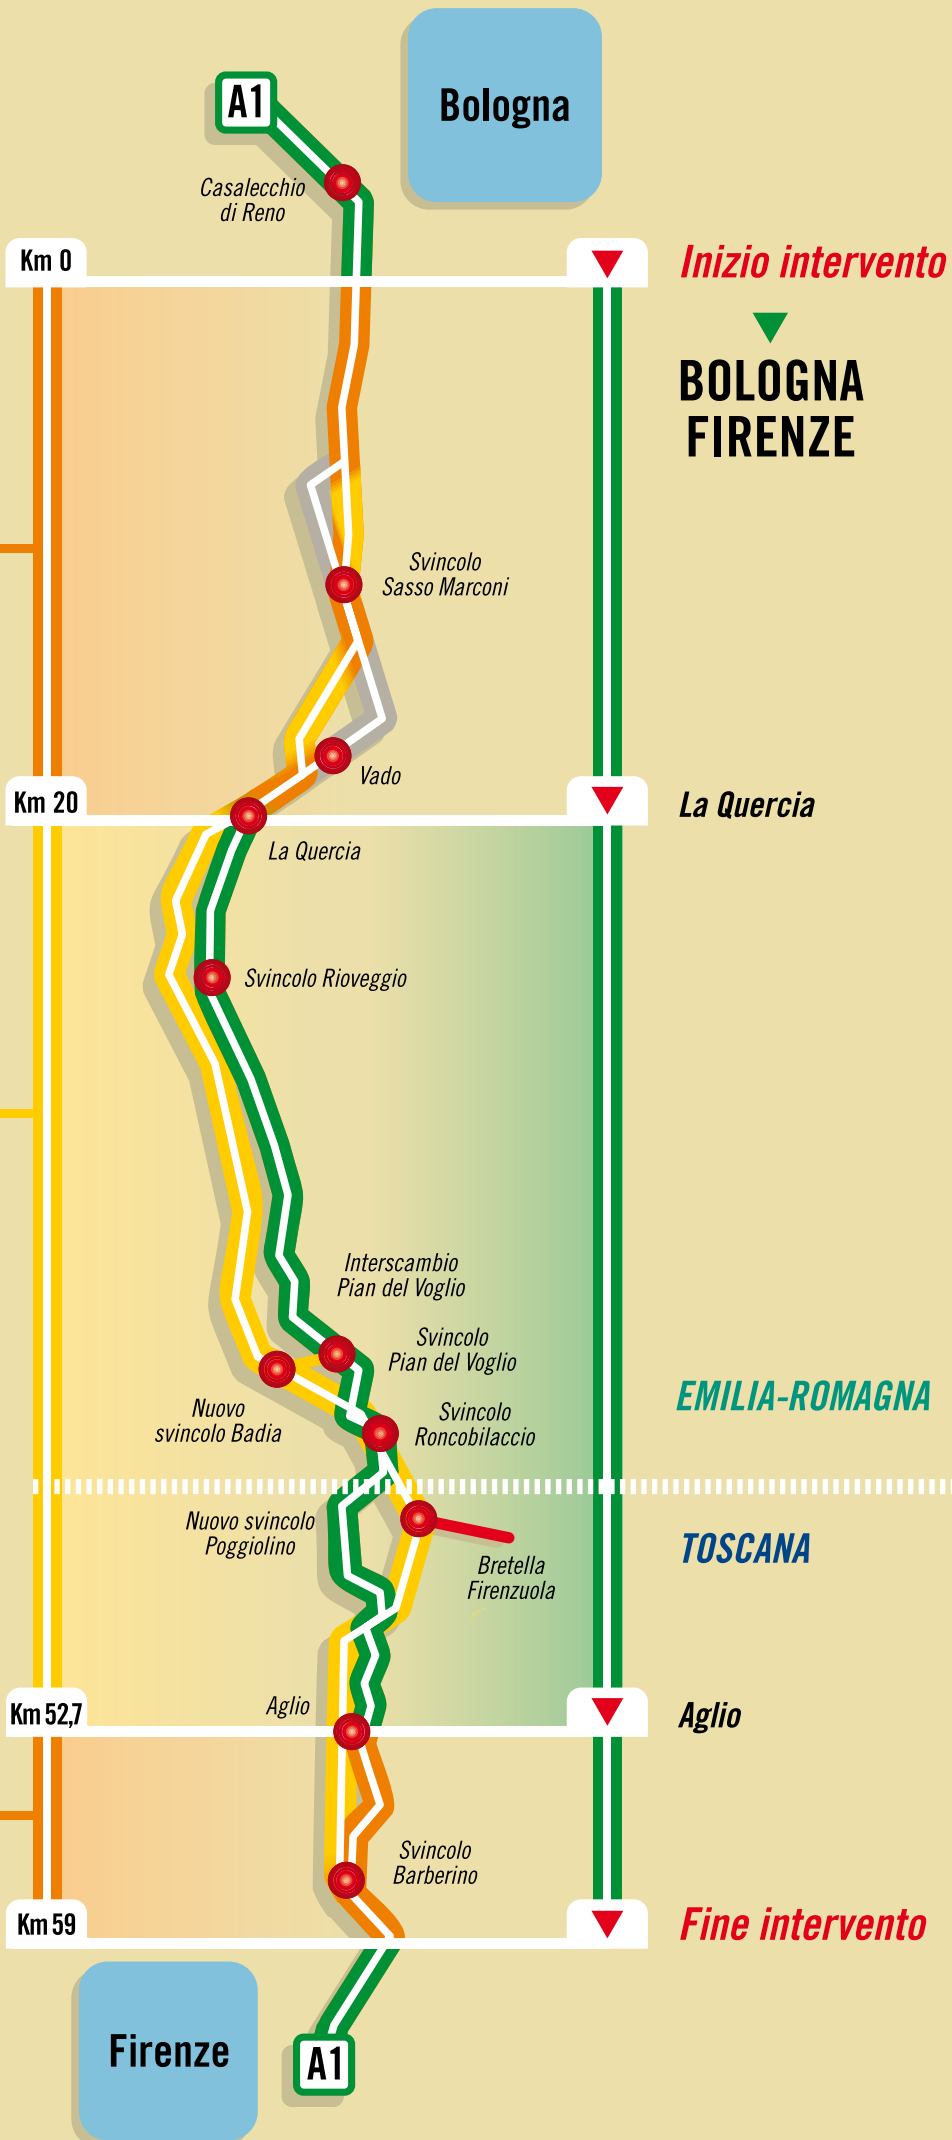 Bologna
A1
Casalecchio
di Reno
Km 0
Inizio intervento
BOLOGNA
FIRENZE
Svincolo
Sasso Marconi
Vado
Km 20
La Quercia
La Quercia
Svincolo Rioveggio
Interscambio
Pian del Voglio
Svincolo
Pian del Voglio
Nuovo
svincolo Badia
Svincolo
Roncobilaccio
EMILIA-ROMAGNA
Nuovo svincolo
Poggiolino
TOSCANA
Bretella
Firenzuola
Aglio
Km 52,7
Aglio
Svincolo
Barberino
Km 59
Fine intervento
Firenze
A1